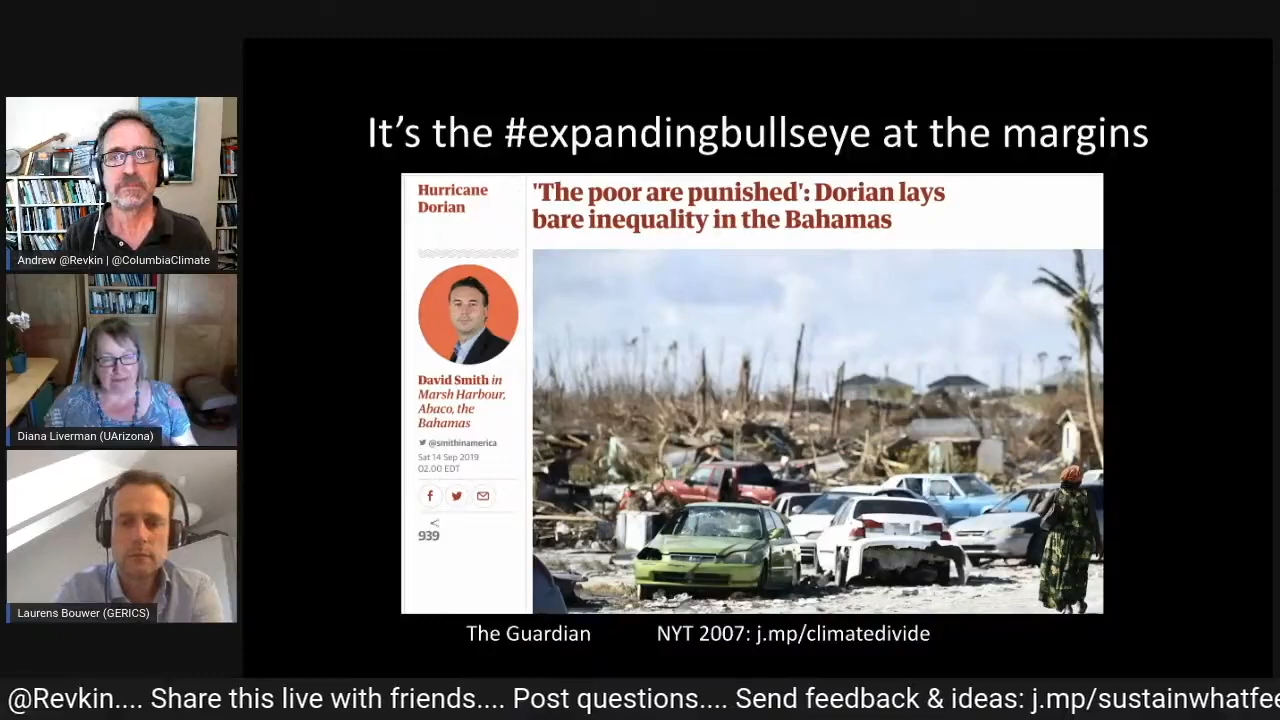 It’s the #expandingbullseye at the margins
Hurricane
Dorian
'The poor are punished': Dorian lays
bare inequality in the Bahamas
David Smith in
Marsh Harbour,
Abaco, the
Bahamas
@smithinamerica
Sat 14 Sep 2019
02.00 EDT
939
The Guardian
NYT 2007: j.mp/climatedivide
Andrew @Revkin | @ColumbiaClimate
Diana Liverman (UArizona)
Laurens Bouwer (GERICS)
@Revkin.... Share this live with friends.... Post questions.... Send feedback & ideas: j.mp/sustainwhatfee